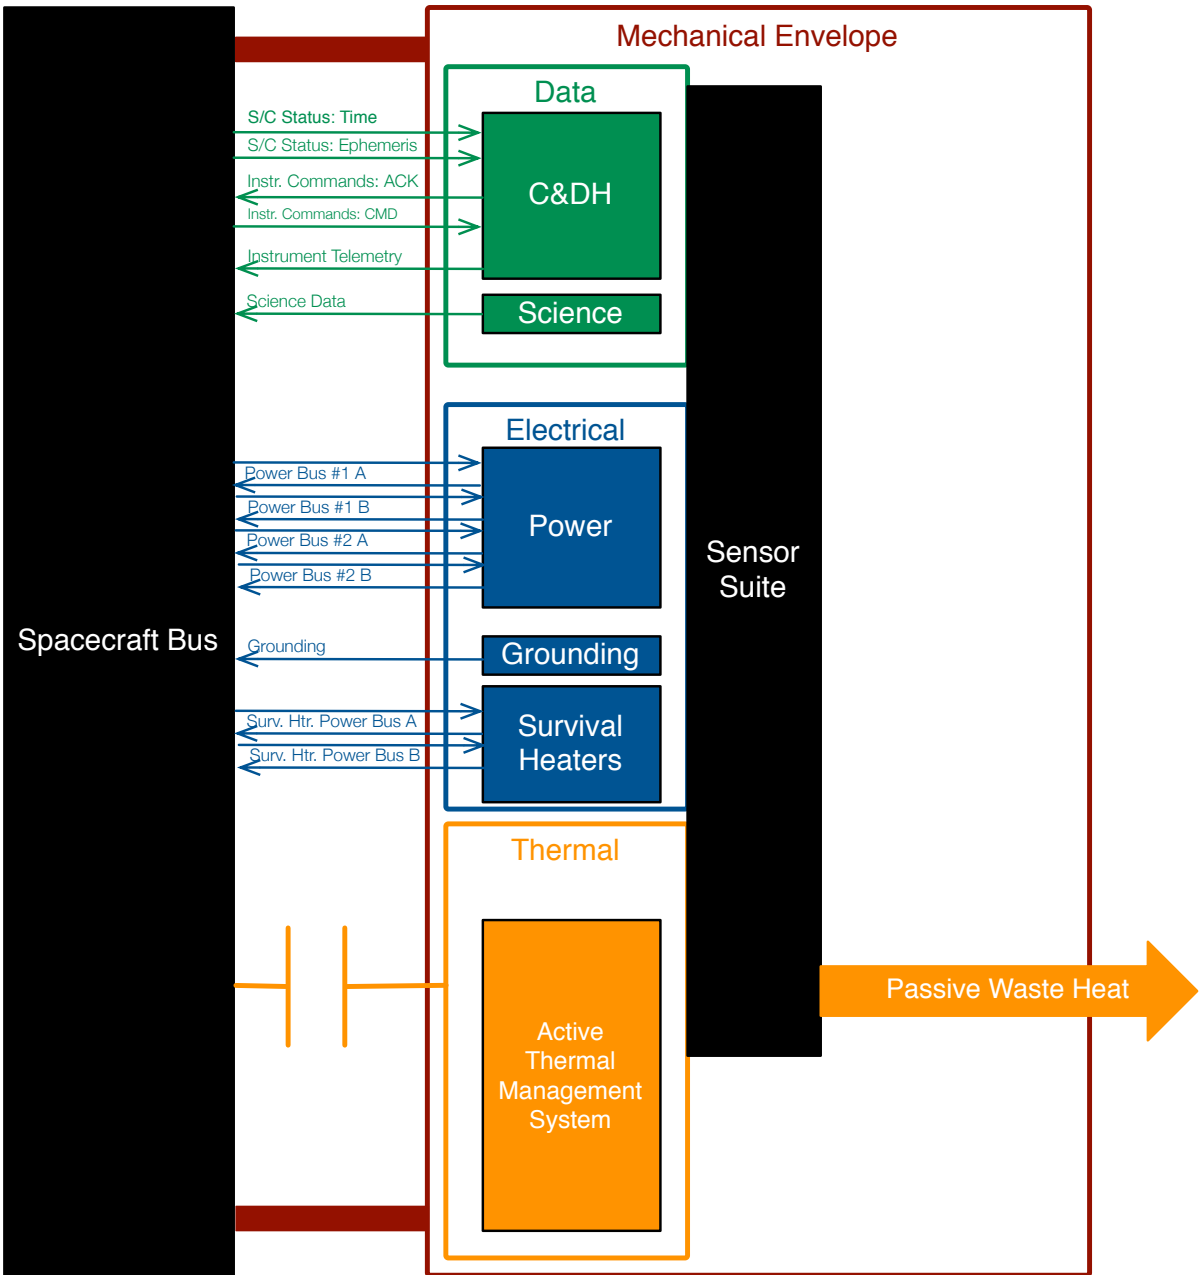 Mechanical Envelope
Data
S/C Status: Time
S/C Status: Ephemeris
Instr. Commands: ACK
C&DH
Instr. Commands: CMD
Instrument Telemetry
Science Data
Science
Electrical
Power Bus #1 A
Power Bus #1 B
Power
Power Bus #2 A
Power Bus #2 B
Sensor
Suite
Spacecraft Bus
Grounding
Grounding
Surv. Htr. Power Bus A
Surv. Htr. Power Bus B
Survival
Heaters
Thermal
Passive Waste Heat
Active
Thermal
Management
System